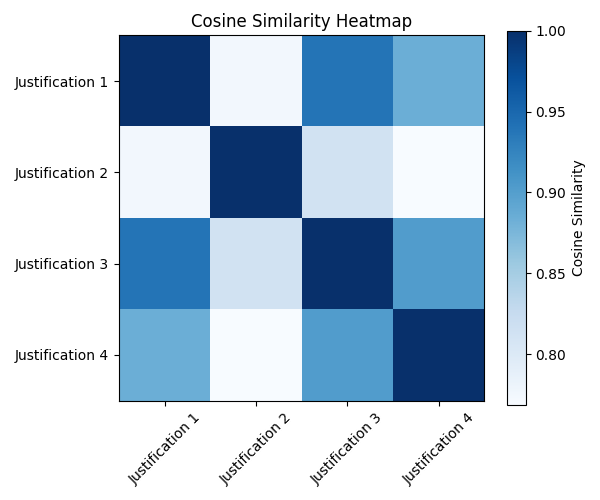 Cosine Similarity Heatmap
Justification 1
Justification 2
Justification 3
Justification 4
Justification 1
Justification 2
Justification 3
Justification 4
1.00
0.95
0.90
0.85
0.80
Cosine Similarity